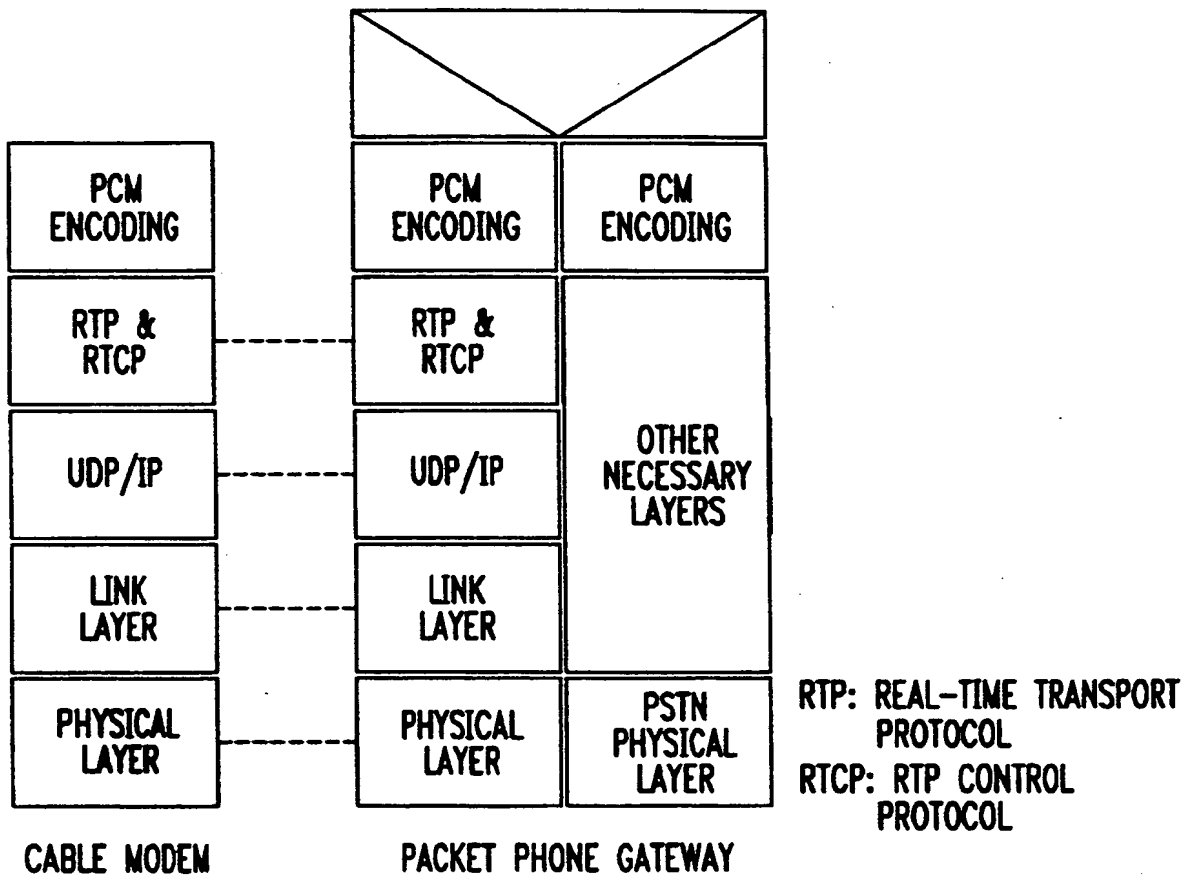 PCM
ENCODING
PCM
ENCODING
PCM
ENCODING
RTP &
RTCP
RTP &
RTCP
OTHER
NECESSARY
LAYERS
UDP/IP
UDP/IP
LINK
LAYER
LINK
LAYER
PHYSICAL
LAYER
PHYSICAL
LAYER
PSTN
PHYSICAL
LAYER
RTP: REAL-TIME TRANSPORT
PROTOCOL
RTCP: RTP CONTROL
PROTOCOL
CABLE MODEM
PACKET PHONE GATEWAY